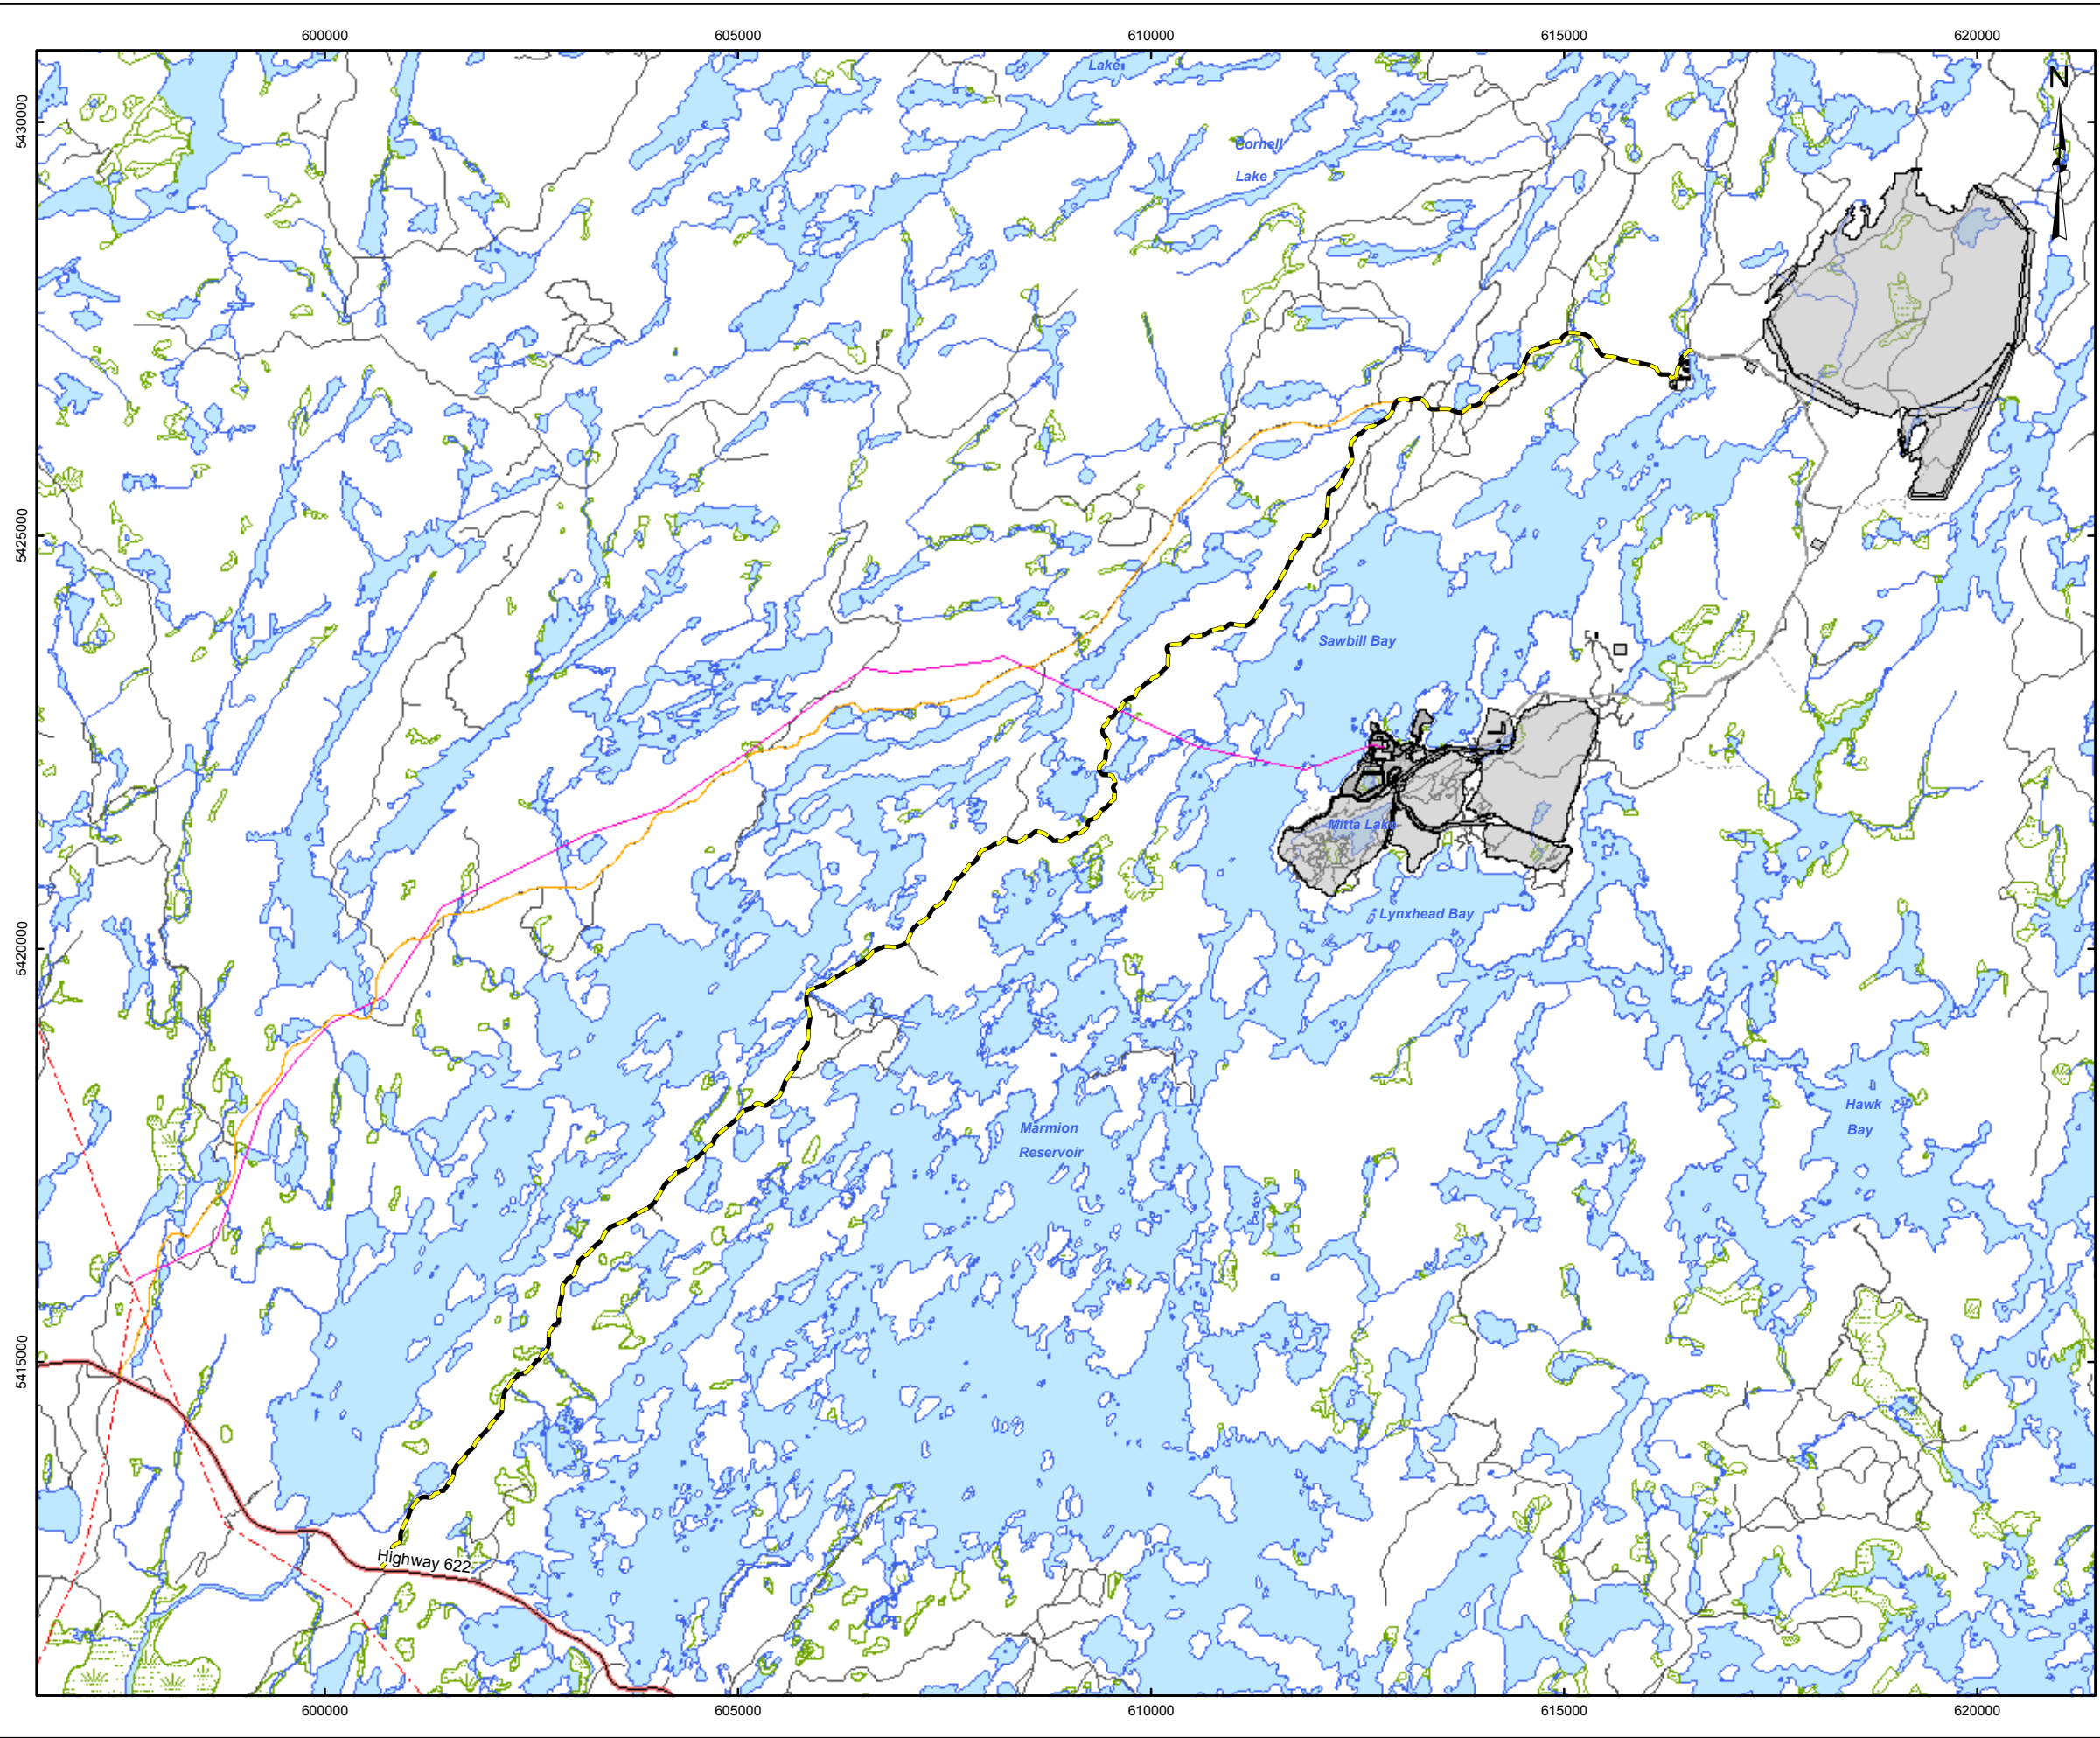 600000
605000
610000
615000
620000
N
Lake
Cornell
Lake
5430000
5425000
5420000
5415000
Sawbill Bay
Mitta Lake
Lynxhead Bay
Hawk
Bay
Marmion
Reservoir
Highway 622
600000
605000
610000
615000
620000